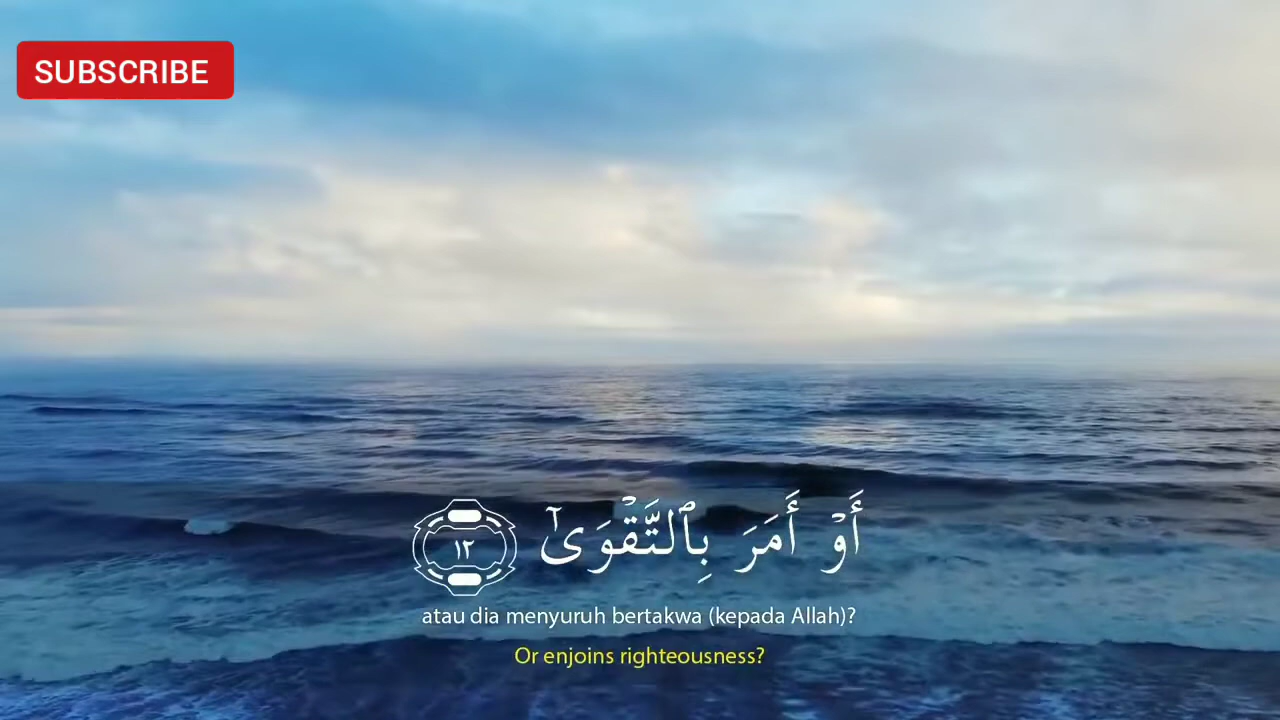 SUBSCRIBE
أَوْ أَمَرَ بِٱلتَّقْوَىٰٓ ١٢
atau dia menyuruh bertakwa (kepada Allah)?
Or enjoins righteousness?